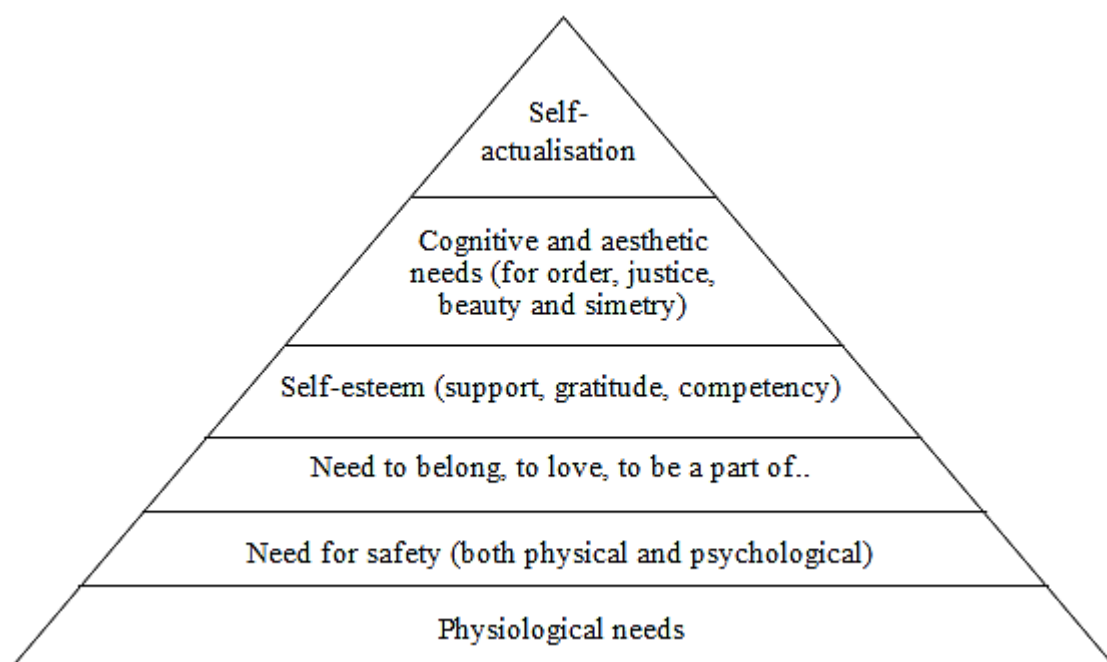 Self-
actualisation
Cognitive and aesthetic
needs (for order, justice,
beauty and simetry)
Self-esteem (support, gratitude, competency)
Need to belong, to love, to be a part of..
Need for safety (both physical and psychological)
Physiological needs